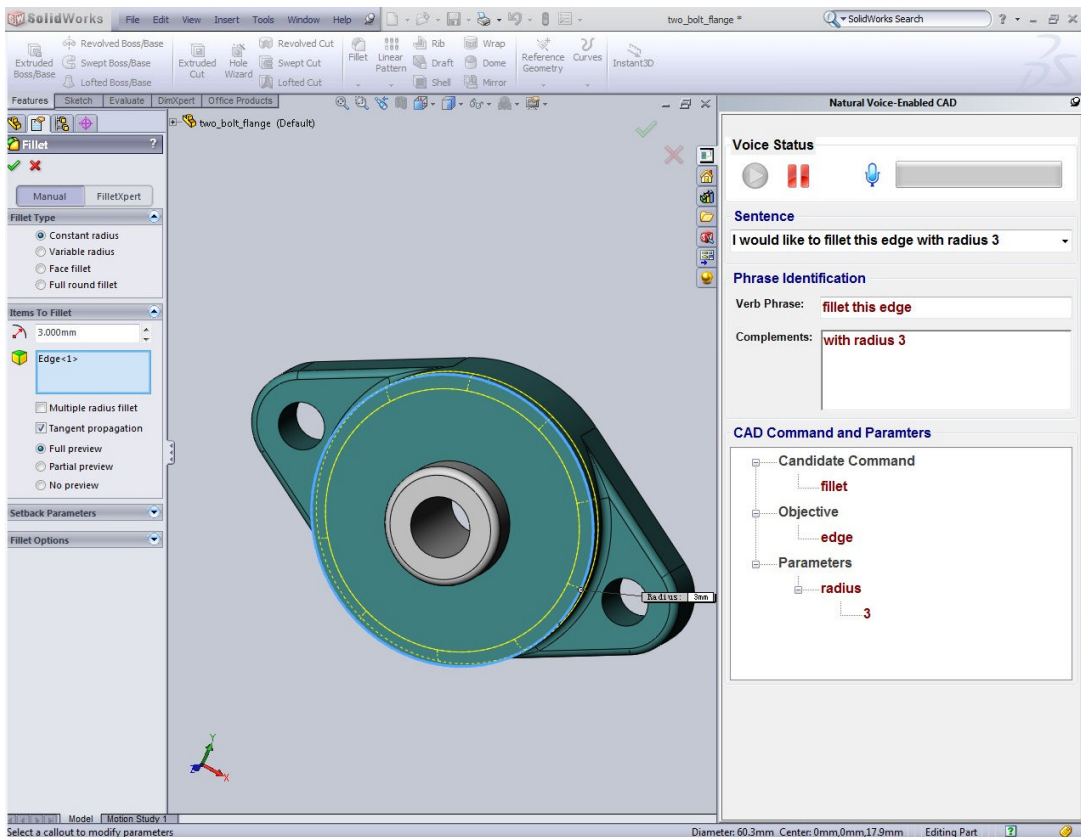 SolidWorks File Edit View Insert Tools Window Help two_bolt_flange * SolidWorks Search ?
Extruded Boss/Base
Revolved Boss/Base
Swept Boss/Base
Lofted Boss/Base
Extruded Cut
Hole Wizard
Revolved Cut
Swept Cut
Lofted Cut
Fillet
Linear Pattern
Rib
Draft
Shell
Wrap
Dome
Mirror
Reference Geometry
Curves
Instant3D
Features Sketch Evaluate DimXpert Office Products
two_bolt_flange (Default)
Fillet ?
Manual FilletXpert
Fillet Type
Constant radius
Variable radius
Face fillet
Full round fillet
Items To Fillet
3.000mm
Edge<1>
Multiple radius fillet
Tangent propagation
Full preview
Partial preview
No preview
Setback Parameters
Fillet Options
Radius: 3mm
Y
X
Natural Voice-Enabled CAD
Voice Status
Sentence
I would like to fillet this edge with radius 3
Phrase Identification
Verb Phrase: fillet this edge
Complements: with radius 3
CAD Command and Paramters
Candidate Command
fillet
Objective
edge
Parameters
radius
3
Model Motion Study 1
Select a callout to modify parameters Diameter: 60.3mm Center: 0mm,0mm,17.9mm Editing Part ?